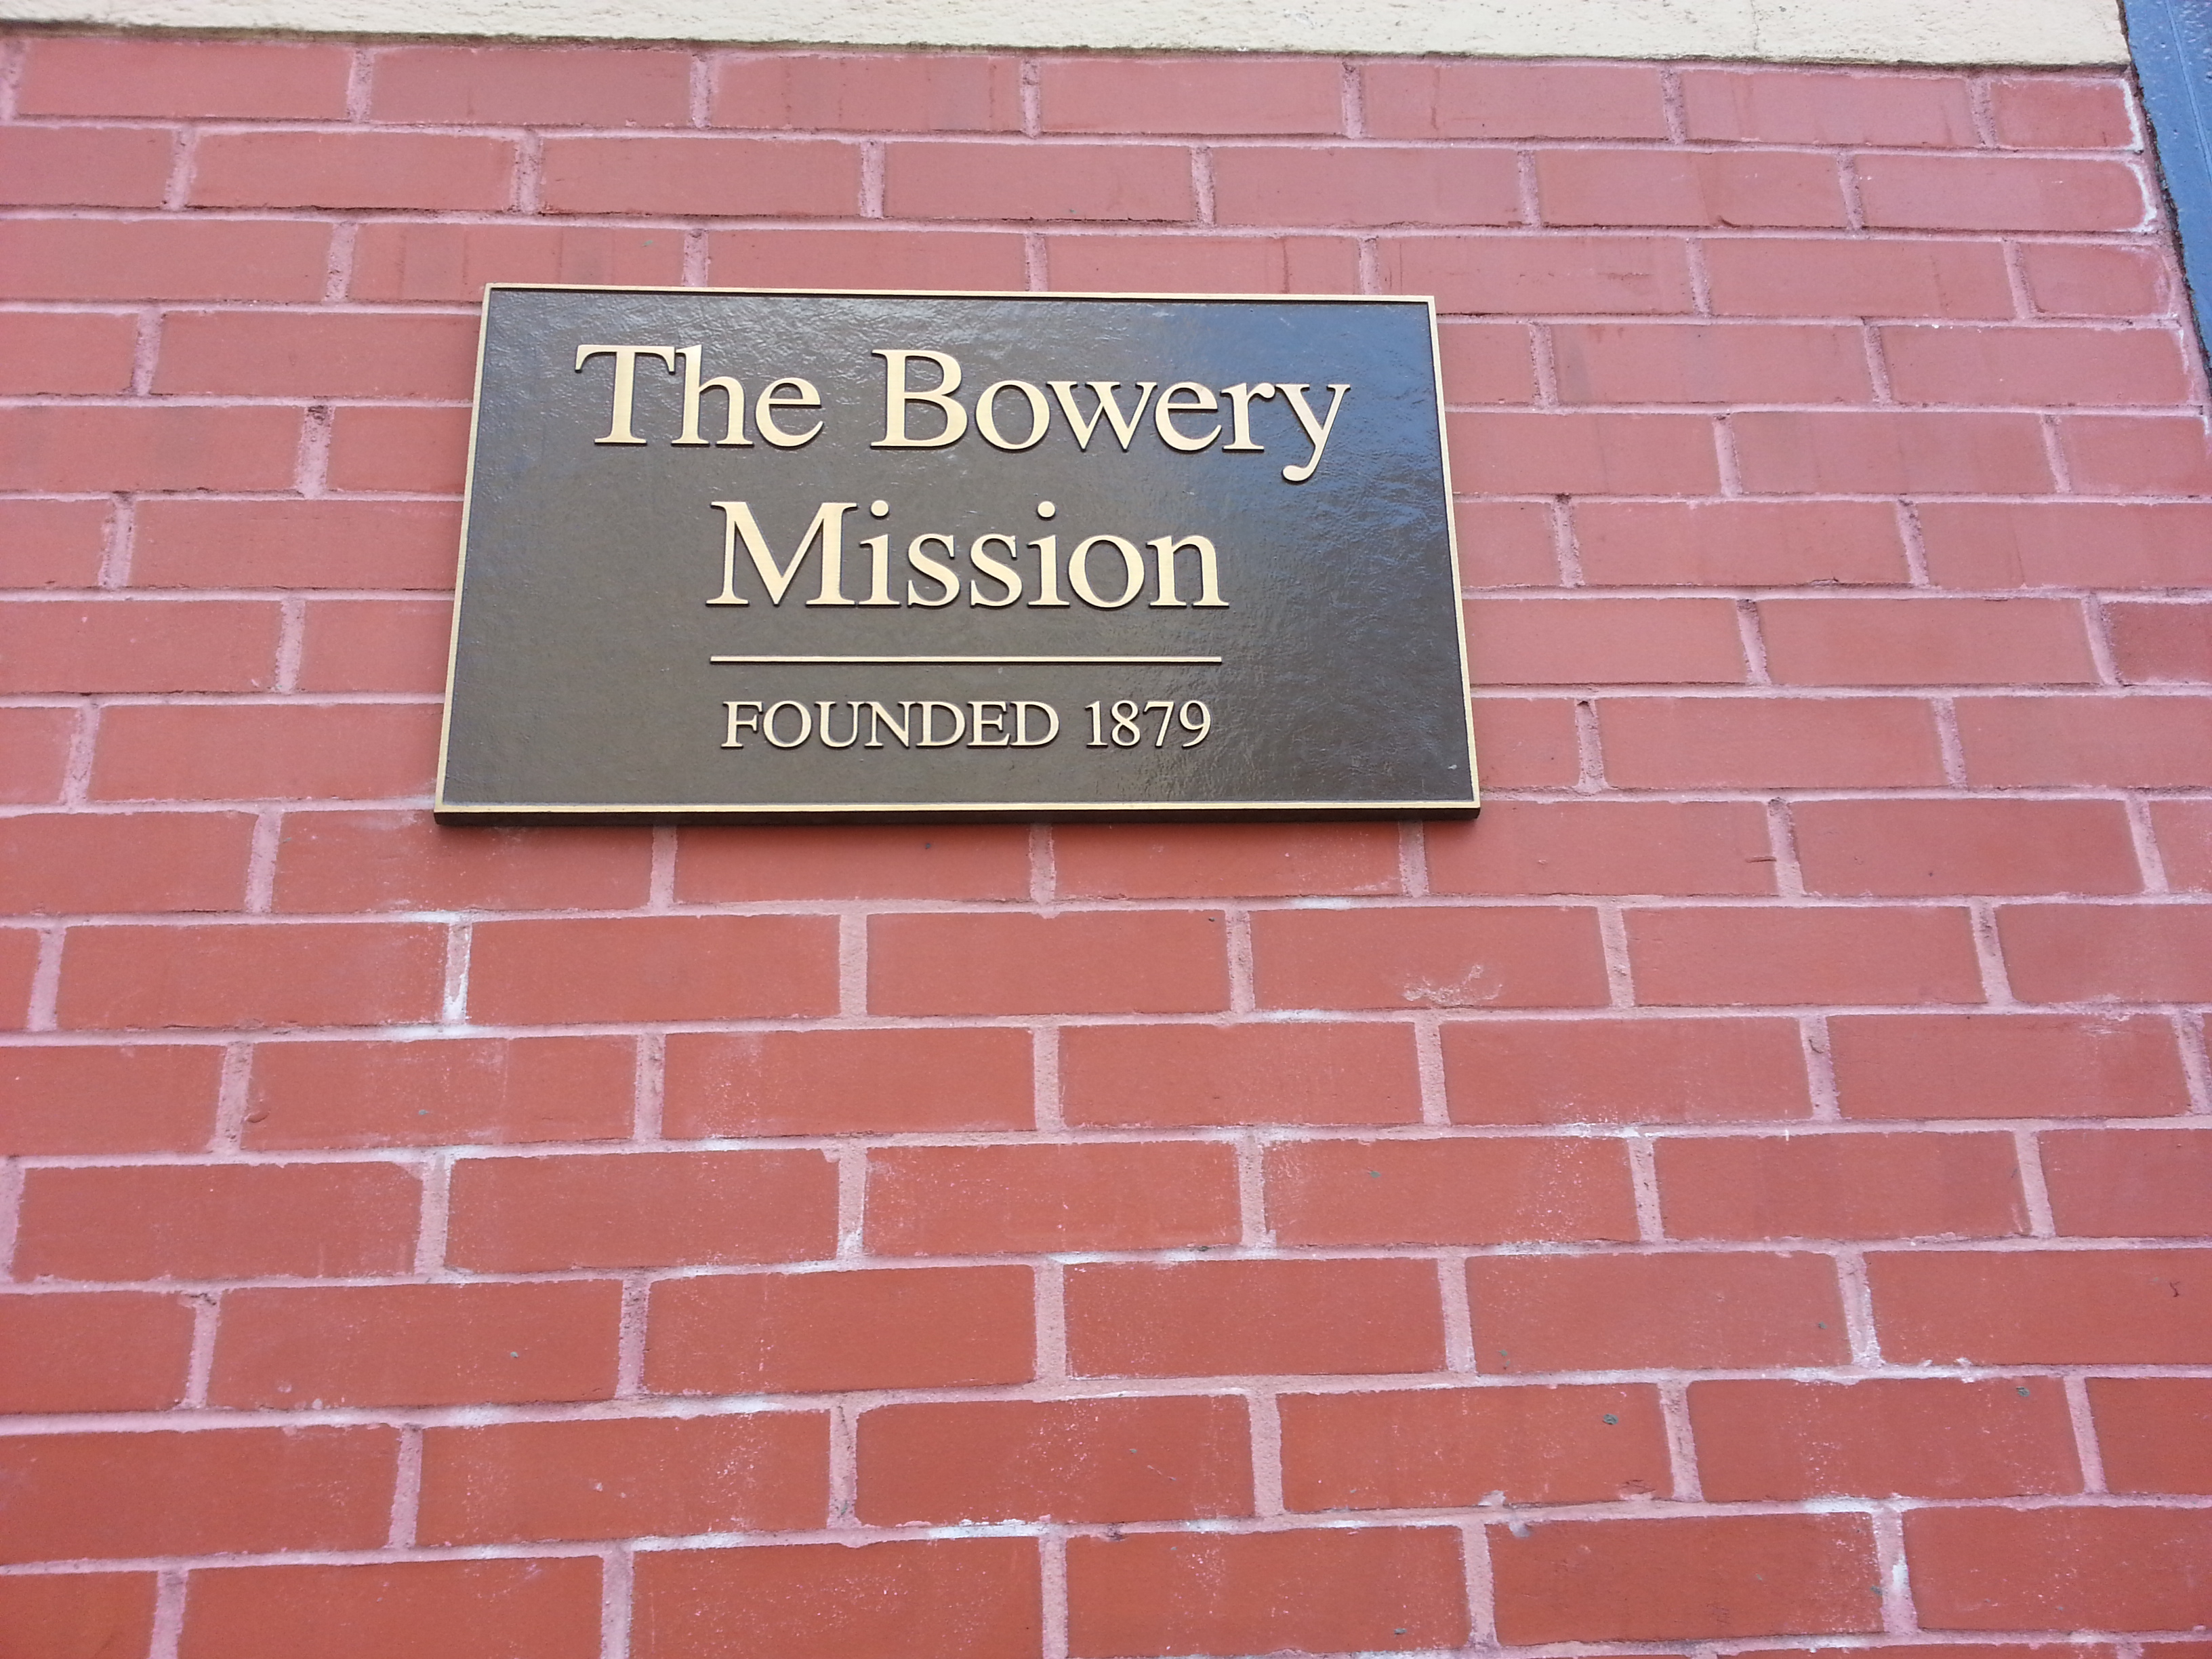 The Bowery
Mission
FOUNDED 1879